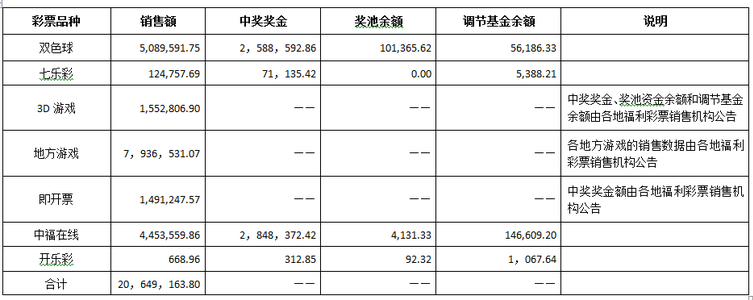 彩票品种 销售额 中奖奖金 奖池余额 调节基金余额 说明
双色球 5,089,591.75 2，588，592.86 101,365.62 56,186.33
七乐彩 124,757.69 71，135.42 0.00 5,388.21
3D 游戏 1,552,806.90 —— —— —— 中奖奖金、奖池资金余额和调节基金
余额由各地福利彩票销售机构公告
地方游戏 7，936，531.07 —— —— —— 各地方游戏的销售数据由各地福利
彩票销售机构公告
即开票 1,491,247.57 —— —— —— 中奖奖金额由各地福利彩票销售机
构公告
中福在线 4,453,559.86 2，848，372.42 4,131.33 146,609.20
开乐彩 668.96 312.85 92.32 1，067.64
合计 20，649，163.80 —— —— ——